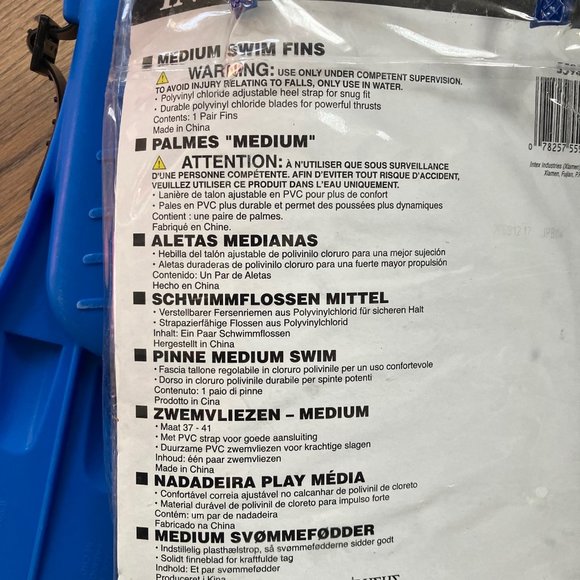 MEDIUM SWIM FINS
WARNING: USE ONLY UNDER COMPETENT SUPERVISION.
TO AVOID INJURY RELATING TO FALLS, ONLY USE IN WATER.
• Polyvinyl chloride adjustable heel strap for snug fit
• Durable polyvinyl chloride blades for powerful thrusts
Contents: 1 Pair Fins
Made in China
PALMES "MEDIUM"
ATTENTION: À N'UTILISER QUE SOUS SURVEILLANCE
D'UNE PERSONNE COMPÉTENTE. AFIN D'EVITER TOUT RISQUE D'ACCIDENT,
VEUILLEZ UTILISER CE PRODUIT DANS L'EAU UNIQUEMENT.
• Lanière de talon ajustable en PVC pour plus de confort
• Pales en PVC plus durable et permet des poussées plus dynamiques
Contient : une paire de palmes.
Fabriqué en Chine.
ALETAS MEDIANAS
• Hebilla del talón ajustable de polivinilo cloruro para una mejor sujeción
• Aletas duraderas de polivinilo cloruro para una fuerte mayor propulsión
Contenido: Un Par de Aletas
Hecho en China
SCHWIMMFLOSSEN MITTEL
• Verstellbarer Fersenriemen aus Polyvinylchlorid für sicheren Halt
• Strapazierfähige Flossen aus Polyvinylchlorid
Inhalt: Ein Paar Schwimmflossen
Hergestellt in China
PINNE MEDIUM SWIM
• Fascia tallone regolabile in cloruro polivinile per un uso confortevole
• Dorso in cloruro polivinile durabile per spinte potenti
Contenuto: 1 paio di pinne
Prodotto in Cina
ZWEMVLIEZEN – MEDIUM
• Maat 37 - 41
• Met PVC strap voor goede aansluiting
• Duurzame PVC zwemvliezen voor krachtige slagen
Inhoud: één paar zwemvliezen
Made in China
NADADEIRA PLAY MÉDIA
• Confortável correia ajustável no calcanhar de polivinil de cloreto
• Material durável de polivinil de cloreto para impulso forte
Contém: um par de nadadeira
Fabricado na China
MEDIUM SVØMMEFØDDER
• Indstillelig plasthælstrop, så svømmefødderne sidder godt
• Solidt finneblad for kraftfulde tag
Indhold: Et par svømmefødder
Produceret i Kina
0 78257 
Intex Industries (Xiamen)
Xiamen, Fujian, P.R